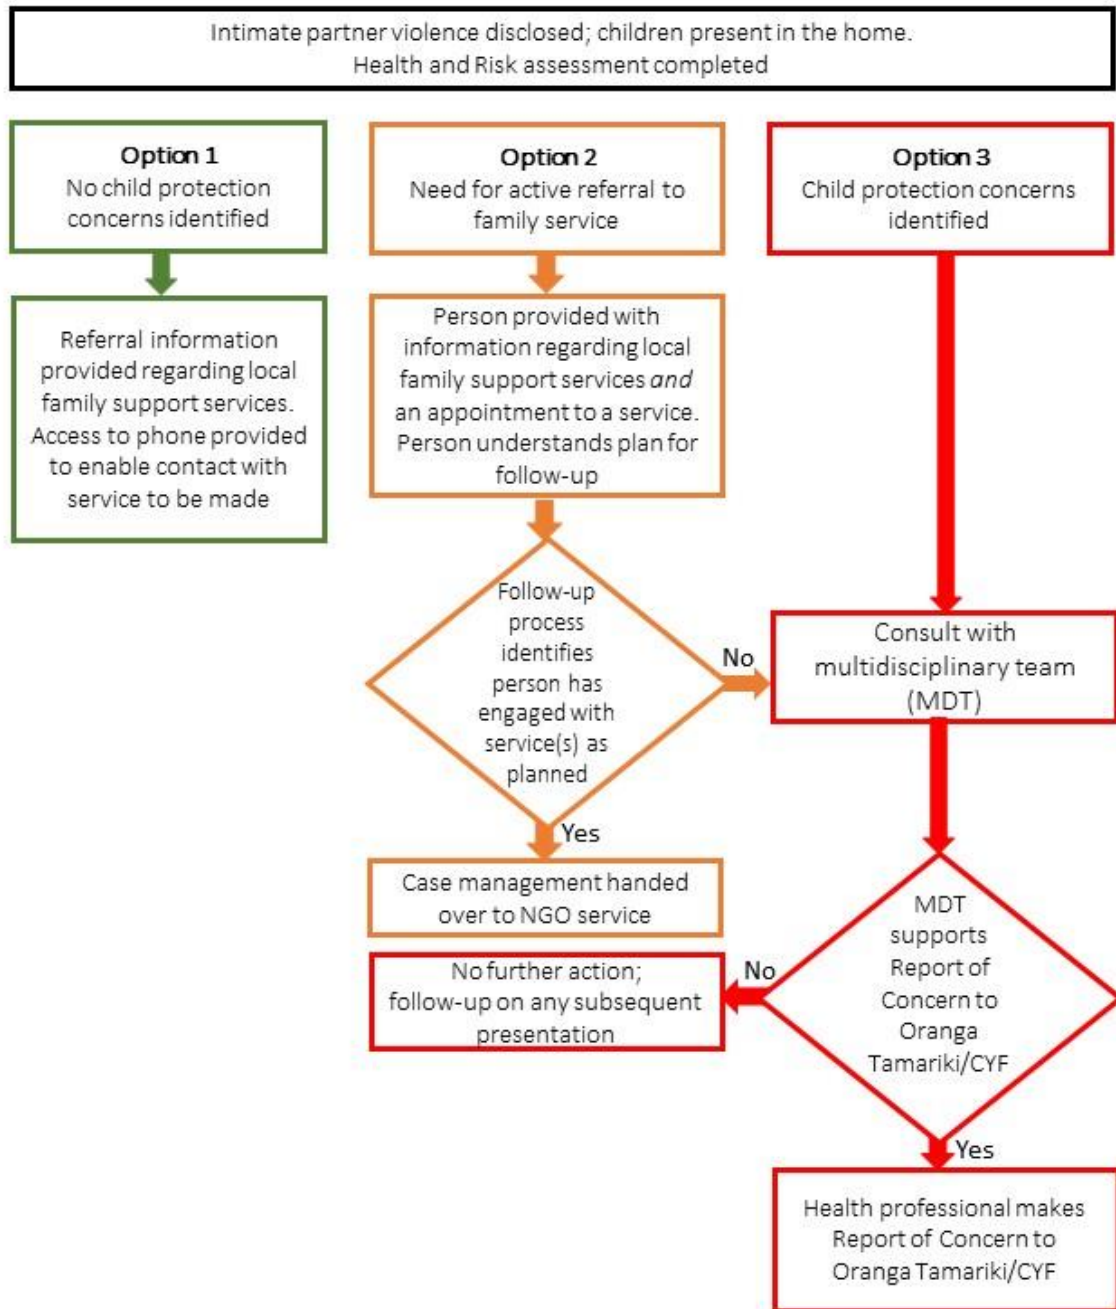 Intimate partner violence disclosed; children present in the home.
Health and Risk assessment completed
Option 1
No child protection
concerns identified
Option 2
Need for active referral to
family service
Option 3
Child protection concerns
identified
Referral information
provided regarding local
family support services.
Access to phone provided
to enable contact with
service to be made
Person provided with
information regarding local
family support services and
an appointment to a service.
Person understands plan for
follow-up
Follow-up
process
identifies
person has
engaged with
service(s) as
planned
No
Consult with
multidisciplinary team
(MDT)
Yes
Case management handed
over to NGO service
MDT
supports
Report of
Concern to
Oranga
Tamariki/CYF
No
No further action;
follow-up on any subsequent
presentation
Yes
Health professional makes
Report of Concern to
Oranga Tamariki/CYF